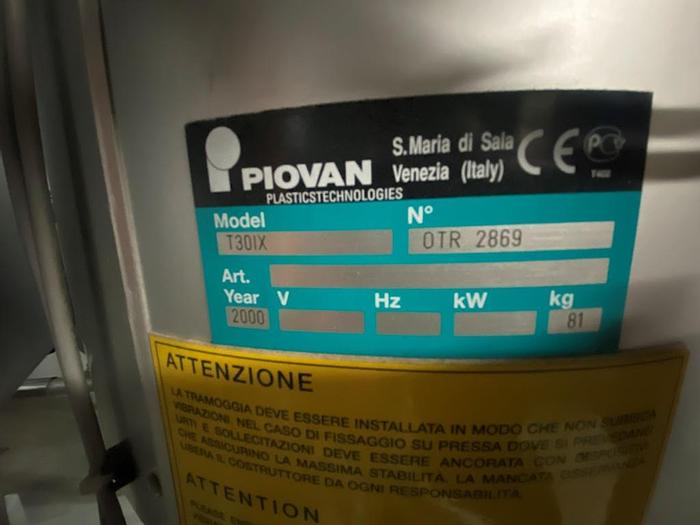 PIOVAN
PLASTICSTECHNOLOGIES
S.Maria di Sala
Venezia (Italy)
CE
Model
N°
T30IX
OTR 2869
Art.
Year
V
Hz
kW
kg
2000
81
ATTENZIONE
LA TRAMOGGIA DEVE ESSERE INSTALLATA IN MODO CHE NON SUBISCA
VIBRAZIONI. NEL CASO DI FISSAGGIO SU PRESSA DOVE SI PREVEDANO
URTI E SOLLECITAZIONI DEVE ESSERE ANCORATA CON DISPOSITIVI
CHE ASSICURINO LA MASSIMA STABILITA. LA MANCATA OSSERVANZA
LIBERA IL COSTRUTTORE DA OGNI RESPONSABILITA.
ATTENTION
PLEASE